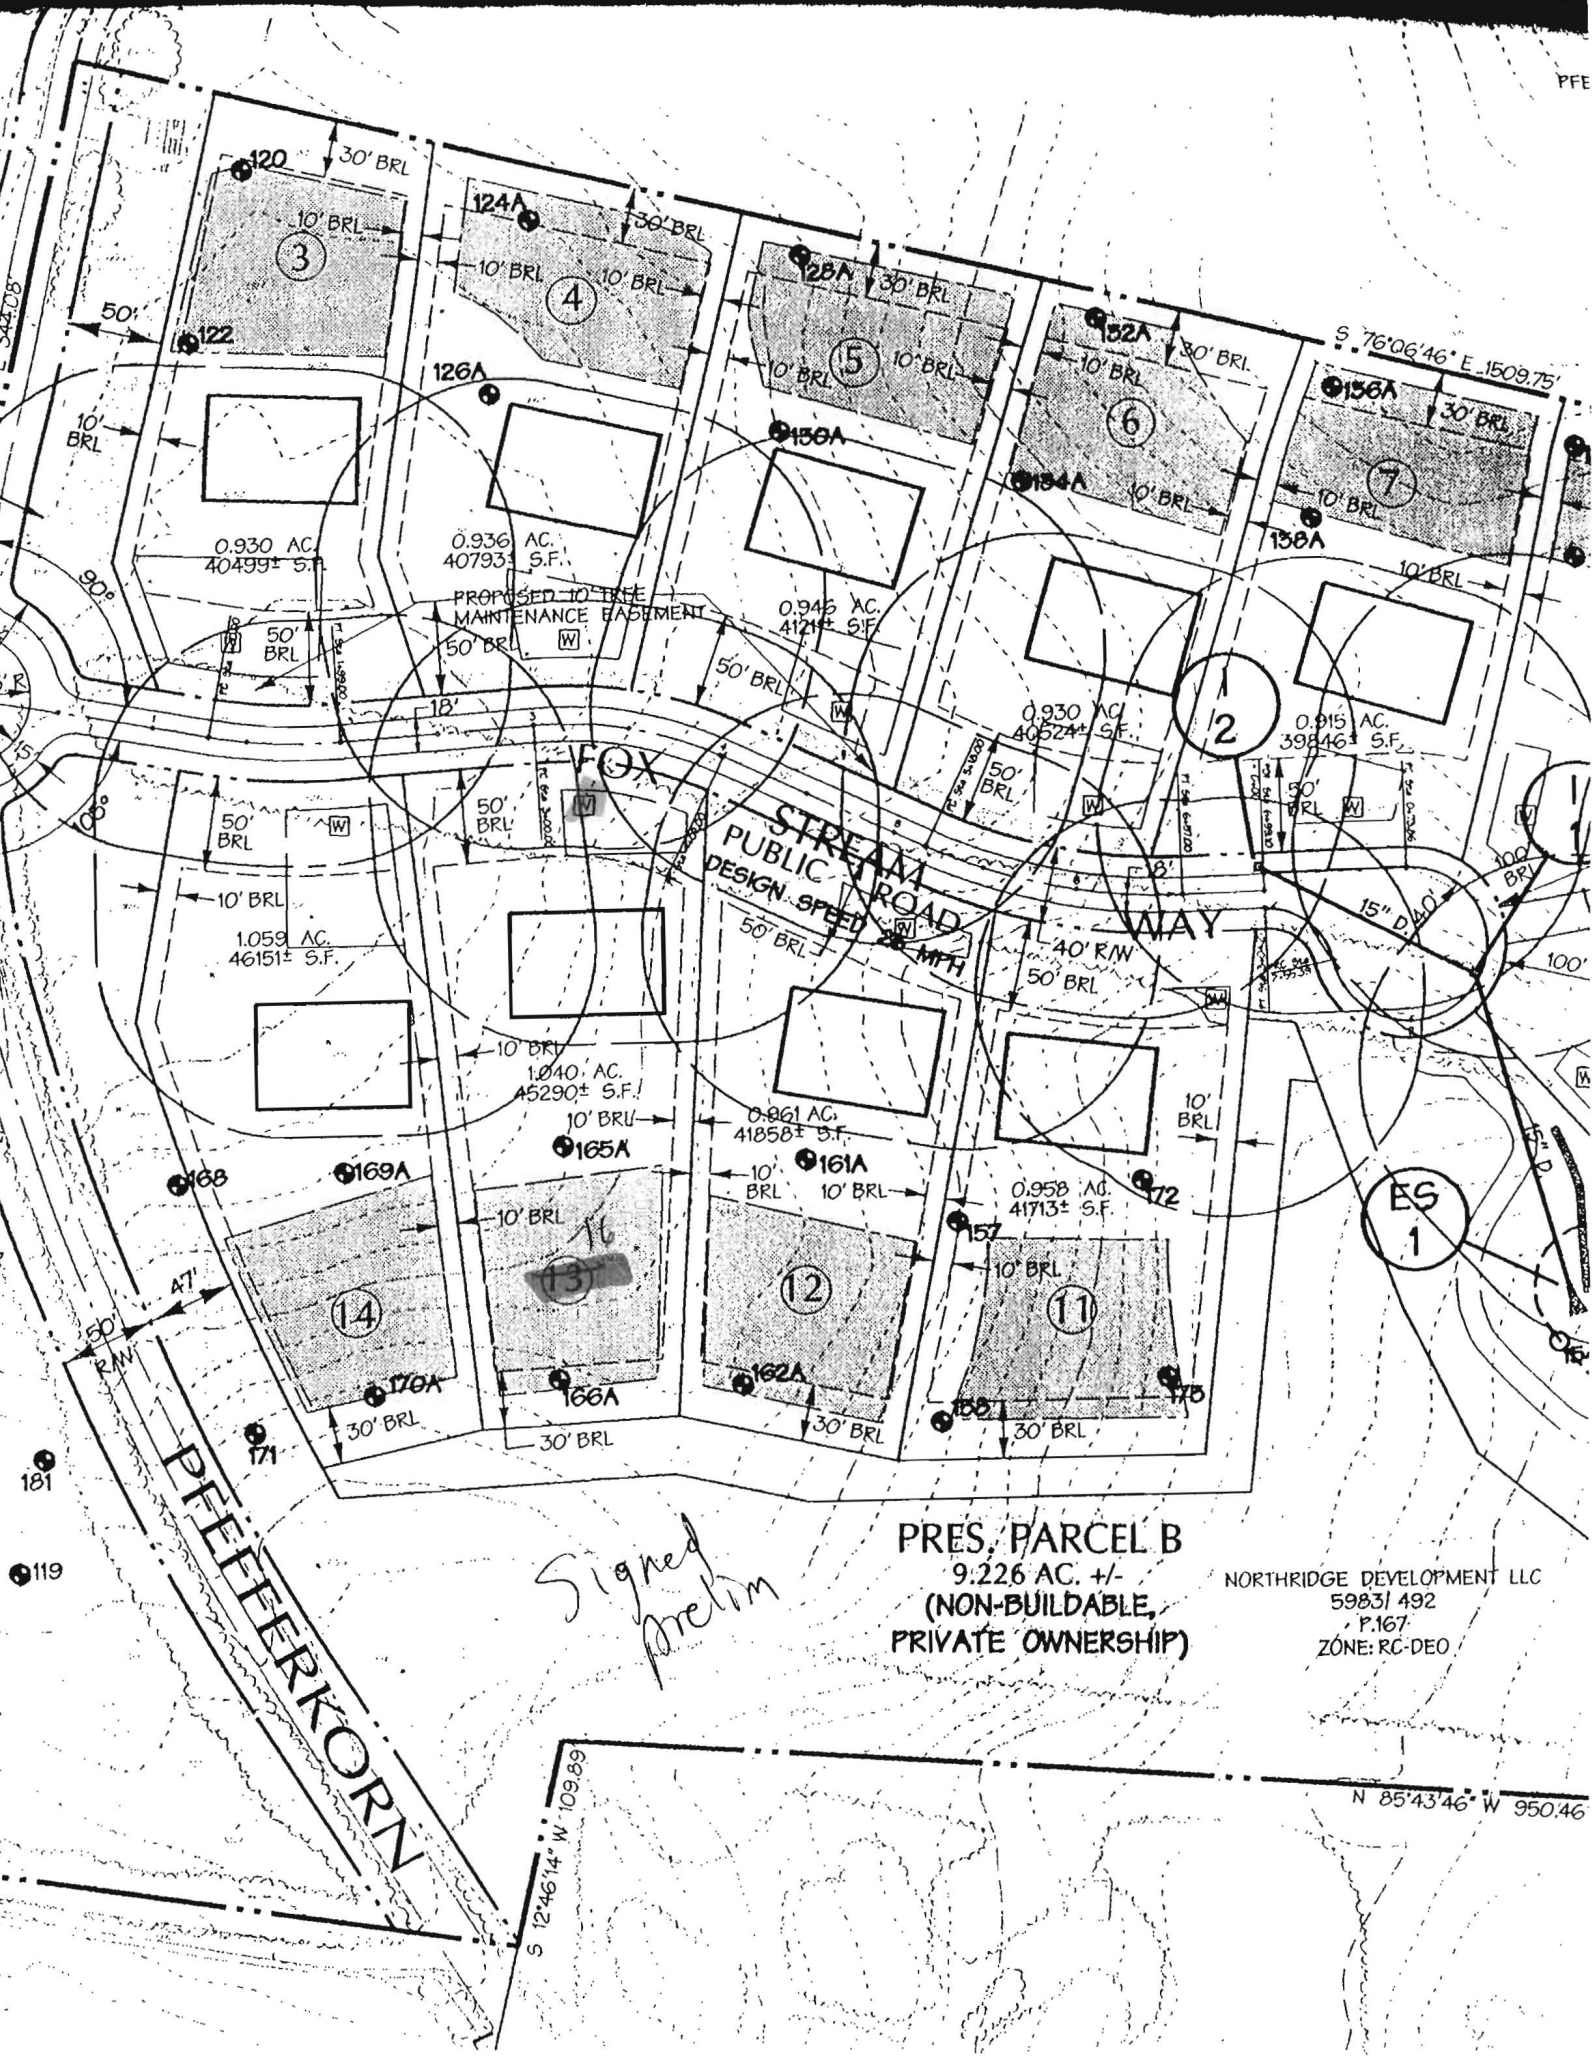 PFE
120
30' BRL
124A
30' BRL
10' BRL
3
10' BRL
10' BRL
4
128A
30' BRL
50'
122
126A
10' BRL
5
10' BRL
132A
30' BRL
10' BRL
6
S 76°06'46" E 1509.75'
136A
30' BRL
7
10' BRL
10'
BRL
130A
134A
10' BRL
138A
10' BRL
0.930 AC.
40499± S.F.
0.936 AC.
40793± S.F.
90°
PROPOSED 10' TREE
MAINTENANCE EASEMENT
0.946 AC.
W
50'
BRL
50' BRL
W
50' BRL
W
18'
0.930 AC.
40524± S.F.
1
2
0.915 AC.
39846± S.F.
FOX
STREAM
WAY
PUBLIC ROAD
DESIGN SPEED 25 MPH
50'
BRL
W
50'
BRL
W
W
105°
50'
BRL
W
50'
BRL
W
10' BRL
18'
100'
BRL
15" D
40'
1.059 AC.
46151± S.F.
50' BRL
W
40' R/W
50' BRL
100'
W
10' BRL
1.040 AC.
45290± S.F.
10' BRL
0.961 AC.
41858± S.F.
10'
BRL
15" D
165A
161A
168
169A
10'
BRL
10' BRL
0.958 AC.
41713± S.F.
172
ES
1
157
10' BRL
16
13
12
10' BRL
11
14
47'
50'
R/W
170A
166A
162A
158
173
30' BRL
30' BRL
30' BRL
30' BRL
171
181
119
PFEFFERKORN
Signed
prelim
PRES. PARCEL B
9.226 AC. +/-
(NON-BUILDABLE,
PRIVATE OWNERSHIP)
NORTHRIDGE DEVELOPMENT LLC
5983/ 492
P.167
ZONE: RC-DEO
S 12°46'14" W 109.89
N 85°43'46" W 950.46